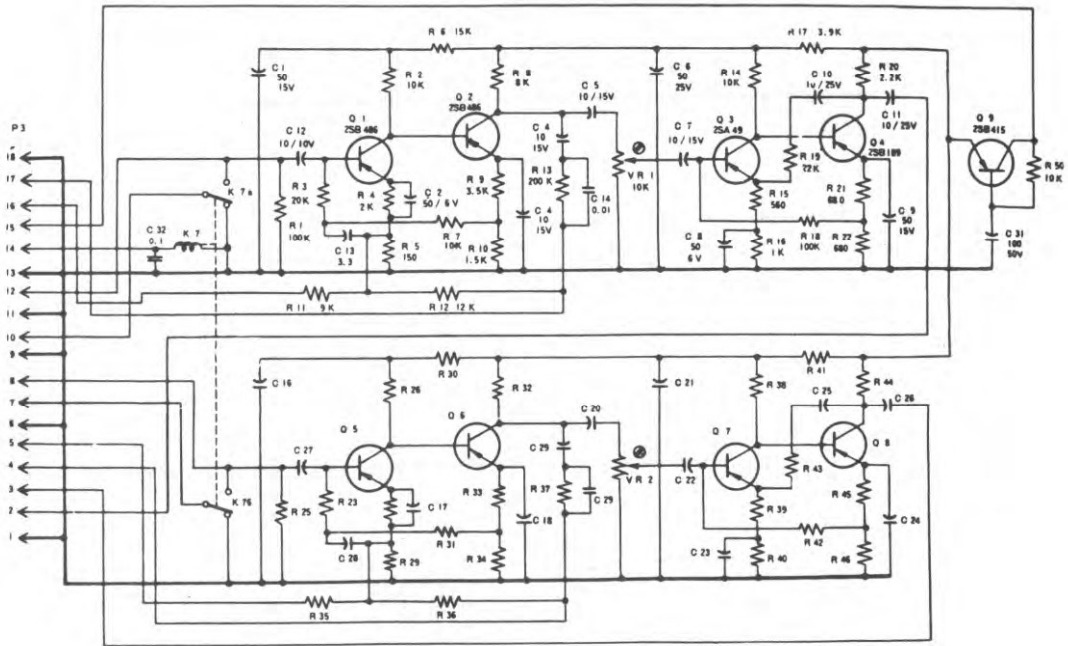 R 6 15K
R 17 3.9K
C 1
50
15V
R 2
10K
R 8
8K
C 6
50
25V
R 14
10K
C 10
1u/25V
R 20
2.2K
C 5
10/15V
Q 2
2SB486
Q 1
2SB486
Q 3
2SA49
C 11
10/25V
Q 9
2SB415
P3
C 12
10/10V
C 4
10
15V
C 7
10/15V
Q 4
2SB189
R 50
10K
18
17
16
15
14
13
12
11
10
9
8
7
6
5
4
3
2
1
K 7a
R 3
20K
R 4
2K
C 2
50/6V
R 9
3.5K
R 13
200K
C 14
0.01
VR 1
10K
R 19
22K
R 15
560
R 21
680
C 32
0.1
K 7
R 1
100K
C 13
3.3
R 5
150
R 7
10K
R 10
1.5K
C 4
10
15V
C 8
50
6V
R 16
1K
R 18
100K
R 22
680
C 9
50
15V
C 31
100
50V
R 11 9K
R 12 12K
R 30
R 41
C 16
R 26
R 32
C 21
R 38
C 25
R 44
C 26
Q 5
Q 6
C 20
Q 7
Q 8
C 27
C 29
VR 2
C 22
R 43
K 76
R 25
R 23
C 17
R 33
C 18
R 37
C 29
R 39
R 45
C 24
C 28
R 29
R 31
R 34
C 23
R 40
R 42
R 46
R 35
R 36